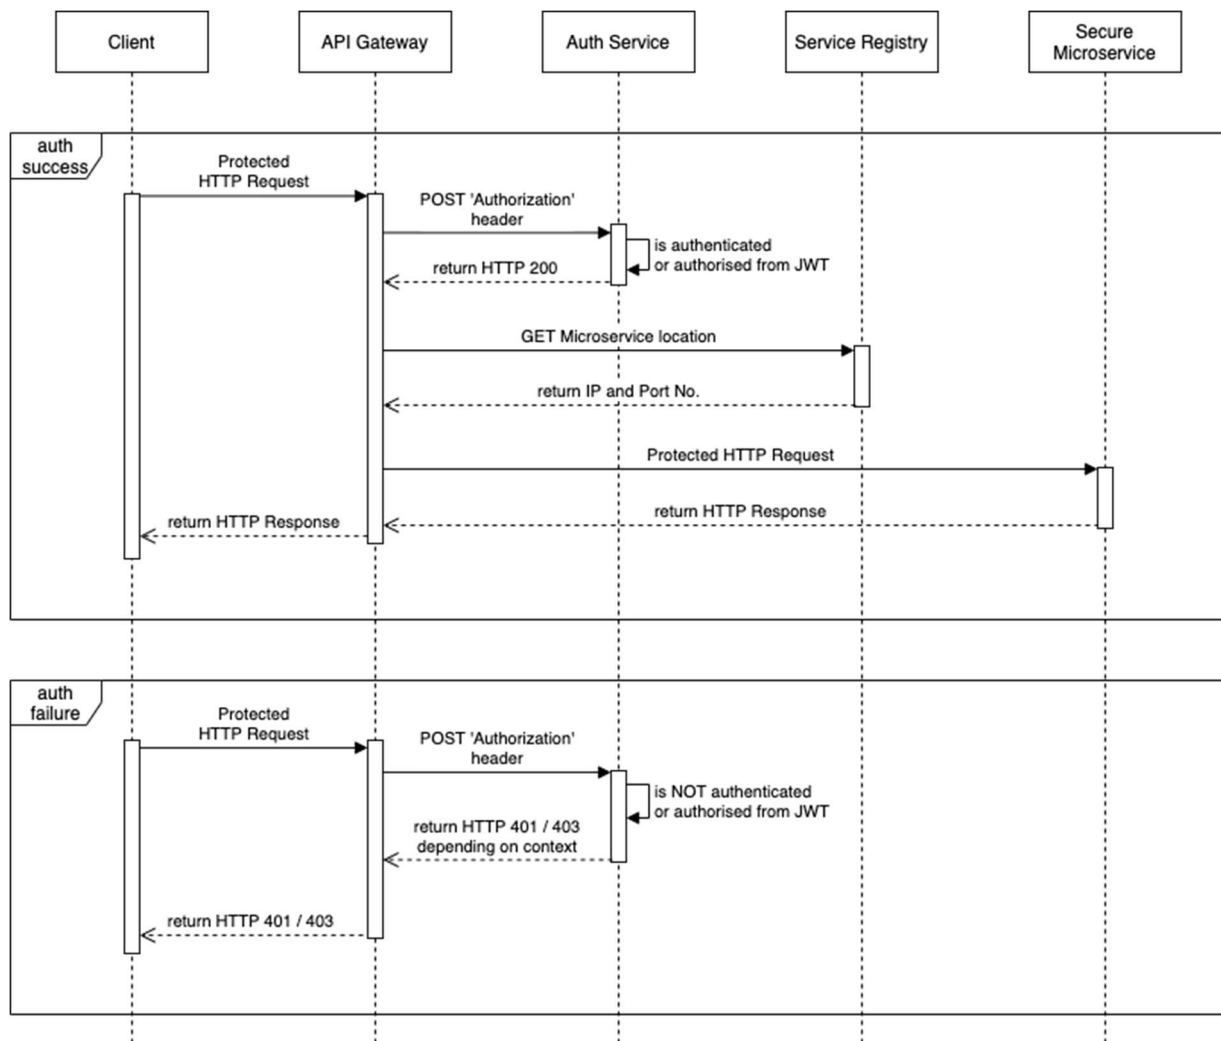 Client
API Gateway
Auth Service
Service Registry
Secure
Microservice
auth
success
Protected
HTTP Request
POST 'Authorization'
header
is authenticated
or authorised from JWT
return HTTP 200
GET Microservice location
return IP and Port No.
Protected HTTP Request
return HTTP Response
return HTTP Response
auth
failure
Protected
HTTP Request
POST 'Authorization'
header
is NOT authenticated
or authorised from JWT
return HTTP 401 / 403
depending on context
return HTTP 401 / 403